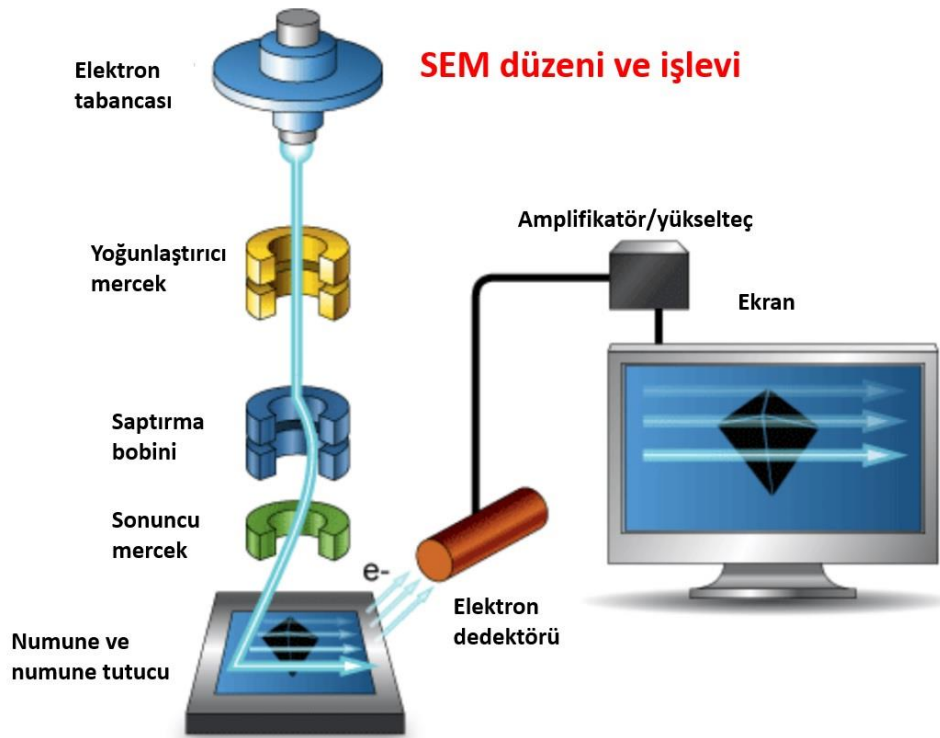 SEM düzeni ve işlevi
Elektron
tabancası
Yoğunlaştırıcı
mercek
Amplifikatör/yükselteç
Ekran
Saptırma
bobini
Sonuncu
mercek
e-
Elektron
dedektörü
Numune ve
numune tutucu